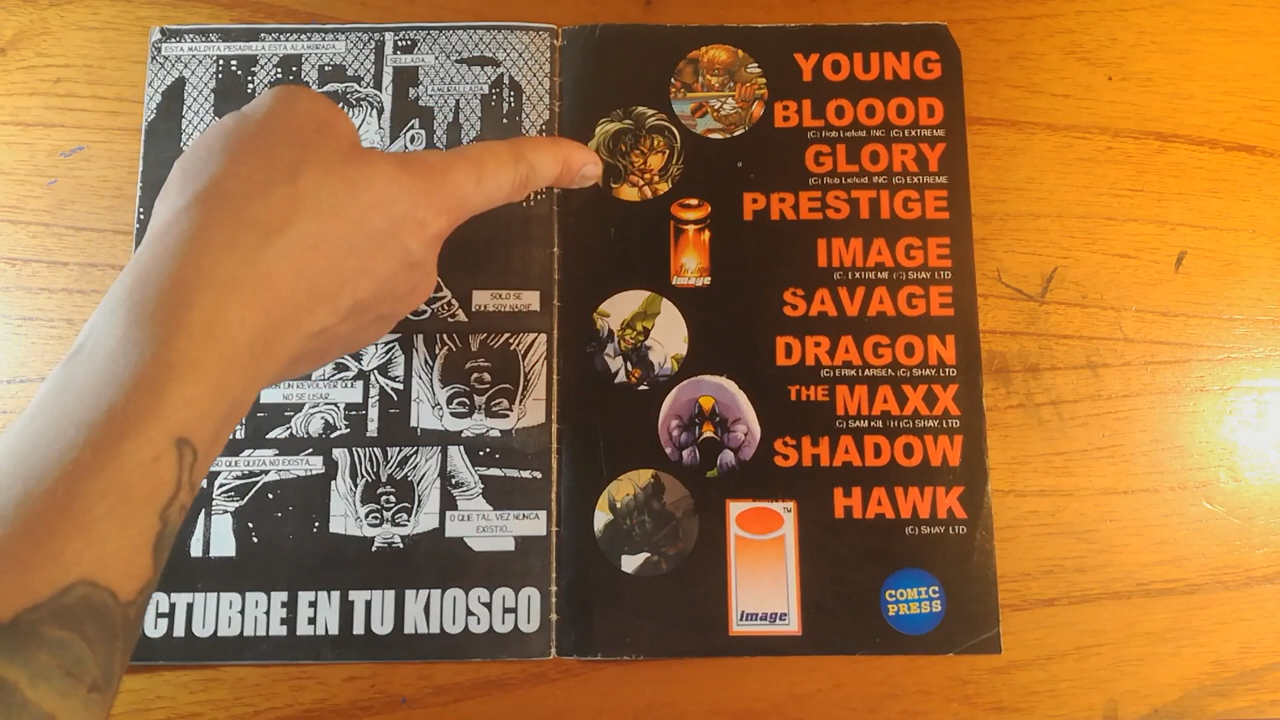 ESTA MALDITA PESADILLA ESTA ALAMBRADA...
SELLADA...
AMURALLADA.
SOLO SE
QUE SOY NADIE
UN REVOLVER QUE
NO SE USAR...
QUE QUIZA NO EXISTA...
O QUE TAL VEZ NUNCA
EXISTIO...
CTUBRE EN TU KIOSCO
YOUNG
BLOOOD
(C) Rob Liefeld. INC (C) EXTREME
GLORY
(C) Rob Liefeld. INC (C) EXTREME
PRESTIGE
IMAGE
(C. EXTREME (C) SHAY. LTD
SAVAGE
DRAGON
(C) ERIK LARSEN (C) SHAY. LTD
THE MAXX
C) SAM KIETH (C) SHAY. LTD
SHADOW
HAWK
(C) SHAY. LTD
Prestige
image
TM
image
COMIC
PRESS